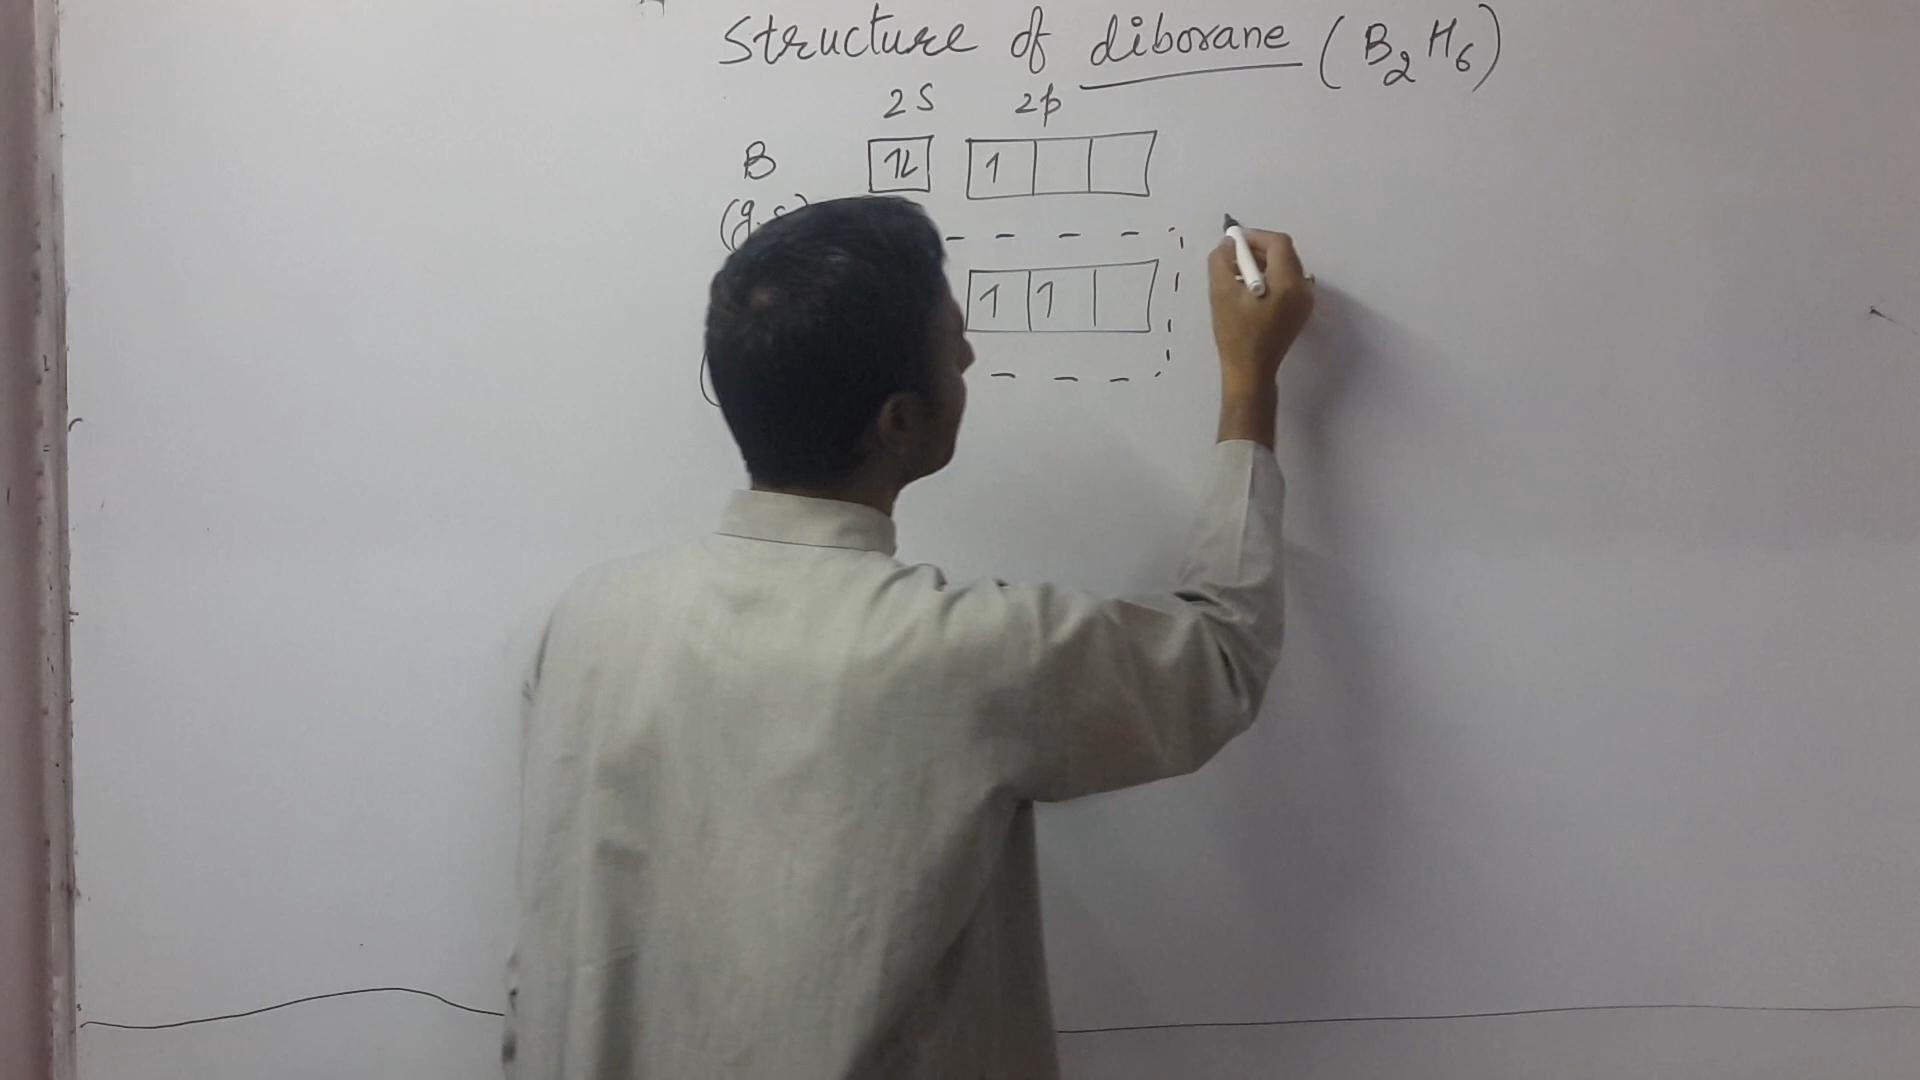 Structure of diborane (B2H6)
2S 2p
B 1L 1
(g.s)
1 1